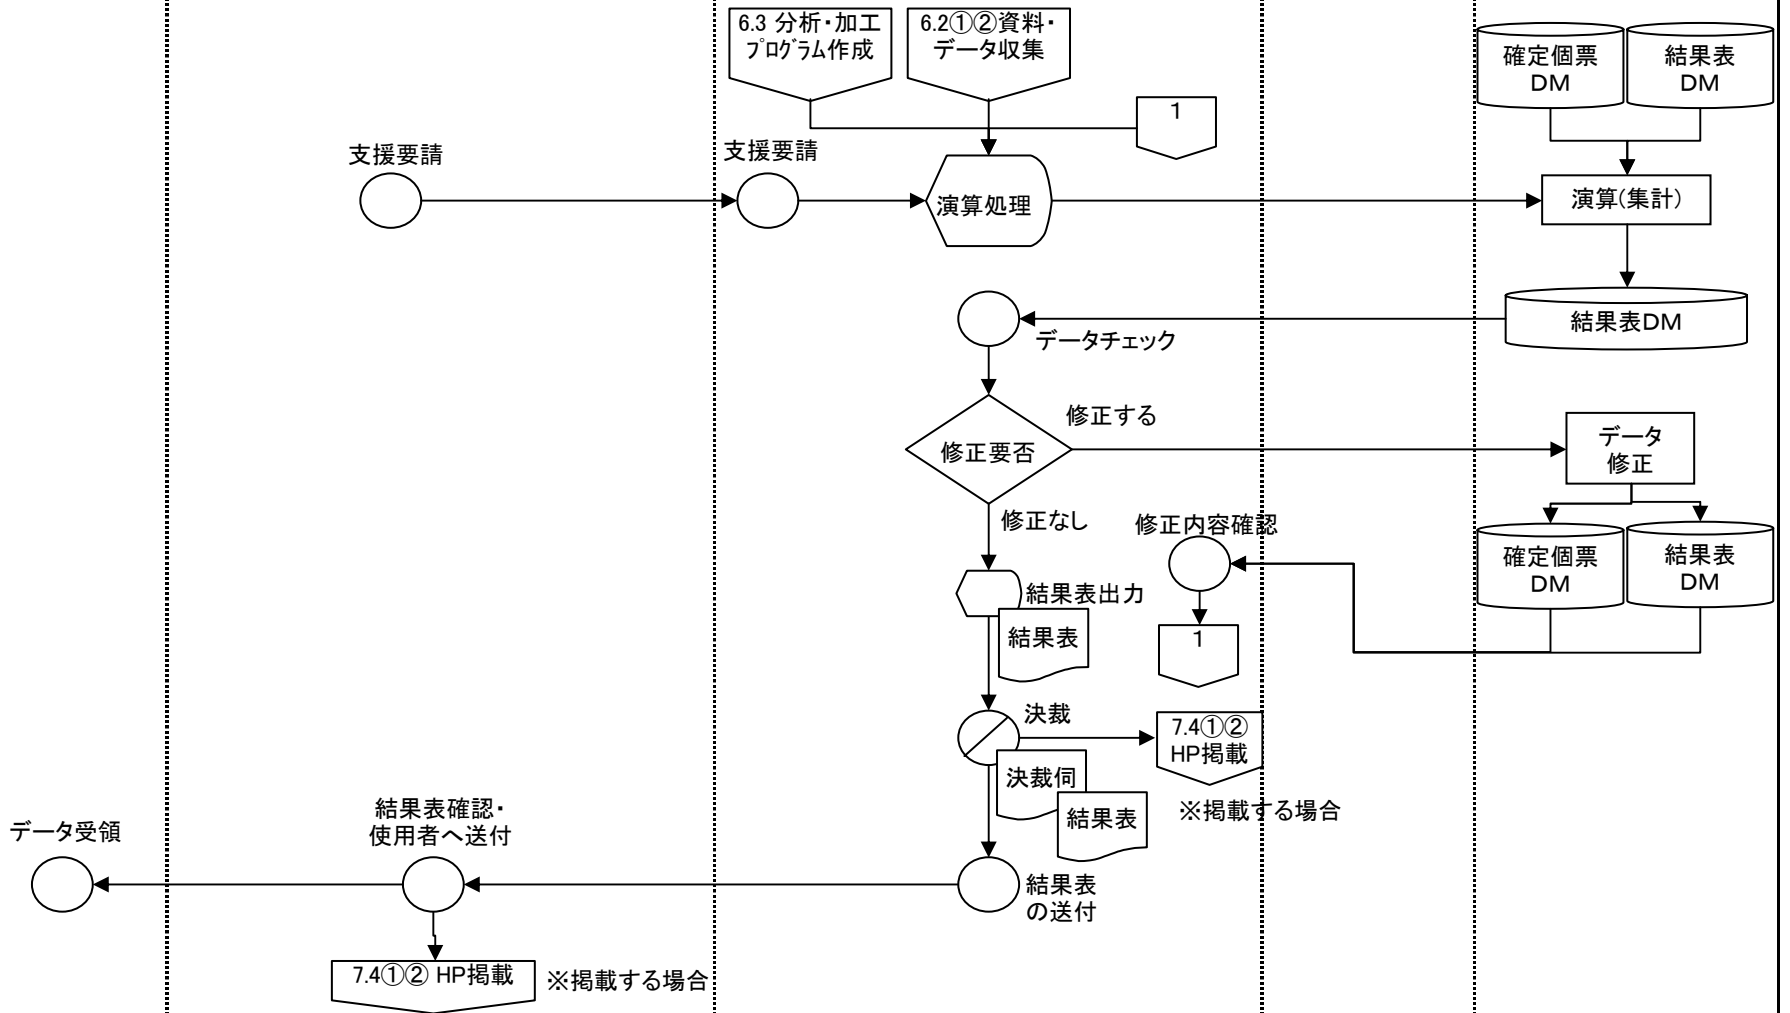 6.3 分析・加工
プログラム作成
6.2①②資料・
データ収集
1
確定個票
DM
結果表
DM
支援要請
支援要請
演算処理
演算(集計)
結果表DM
データチェック
修正する
修正要否
データ
修正
修正なし
修正内容確認
確定個票
DM
結果表
DM
結果表出力
結果表
1
決裁
7.4①②
HP掲載
決裁伺
結果表
※掲載する場合
データ受領
結果表確認・
使用者へ送付
結果表
の送付
7.4①② HP掲載
※掲載する場合